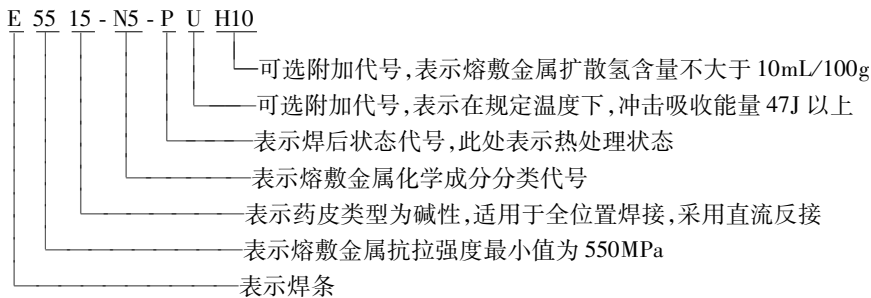 E 55 15-N5-P U H10
可选附加代号,表示熔敷金属扩散氢含量不大于 10mL/100g
可选附加代号,表示在规定温度下,冲击吸收能量 47J 以上
表示焊后状态代号,此处表示热处理状态
表示熔敷金属化学成分分类代号
表示药皮类型为碱性,适用于全位置焊接,采用直流反接
表示熔敷金属抗拉强度最小值为 550MPa
表示焊条